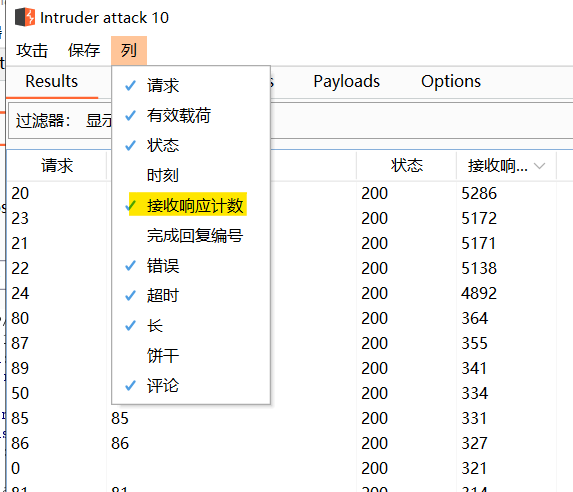 Intruder attack 10
攻击 保存 列
Results Payloads Options
过滤器： 显示
请求
有效载荷
状态
时刻
接收响应计数
完成回复编号
错误
超时
长
饼干
评论
请求 状态 接收响...
20 200 5286
23 200 5172
21 200 5171
22 200 5138
24 200 4892
80 200 364
87 200 355
89 200 341
50 200 334
85 85 200 331
86 86 200 327
0 200 321
81 81 200 314